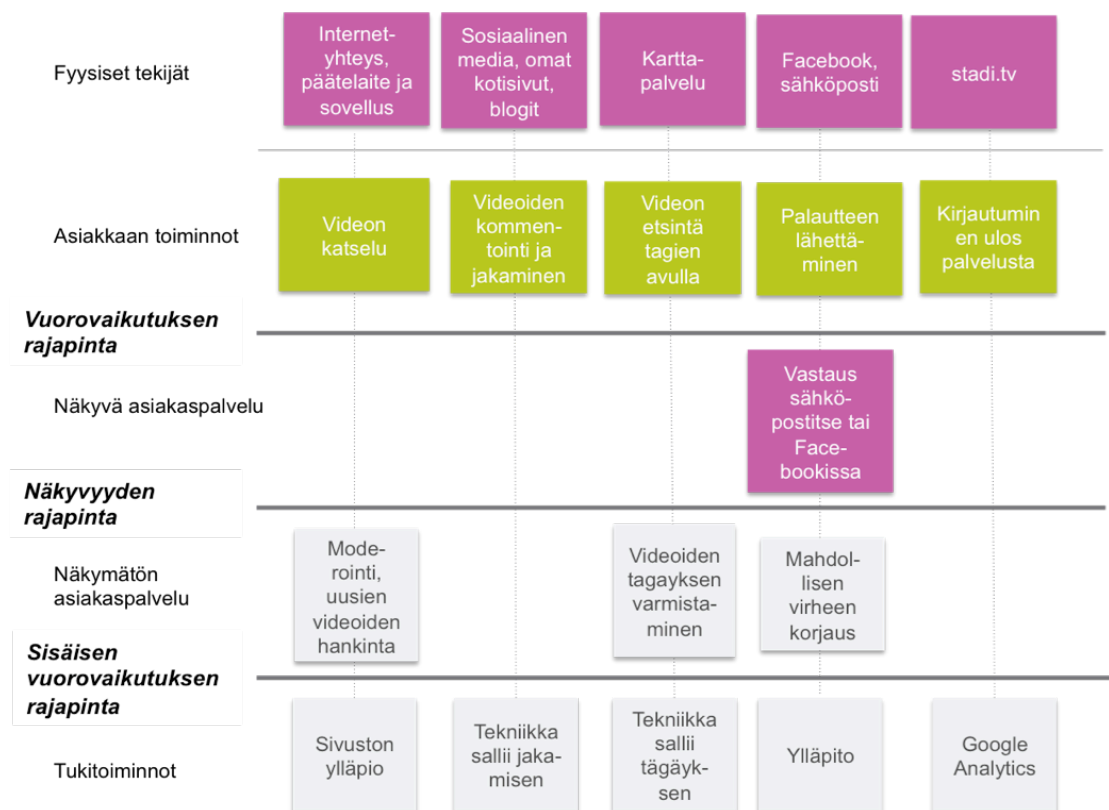 Fyysiset tekijät
Internet-
yhteys,
päätelaite ja
sovellus
Sosiaalinen
media, omat
kotisivut,
blogit
Kartta-
palvelu
Facebook,
sähköposti
stadi.tv
Asiakkaan toiminnot
Videon
katselu
Videoiden
kommen-
tointi ja
jakaminen
Videon
etsintä
tagien
avulla
Palautteen
lähettä-
minen
Kirjautumin
en ulos
palvelusta
Vuorovaikutuksen
rajapinta
Näkyvä asiakaspalvelu
Vastaus
sähkö-
postitse tai
Face-
bookissa
Näkyvyyden
rajapinta
Näkymätön
asiakaspalvelu
Mode-
rointi,
uusien
videoiden
hankinta
Videoiden
tagayksen
varmista-
minen
Mahdol-
lisen
virheen
korjaus
Sisäisen
vuorovaikutuksen
rajapinta
Tukitoiminnot
Sivuston
ylläpio
Tekniikka
sallii jaka-
misen
Tekniikka
sallii
tägäyk-
sen
Ylläpito
Google
Analytics